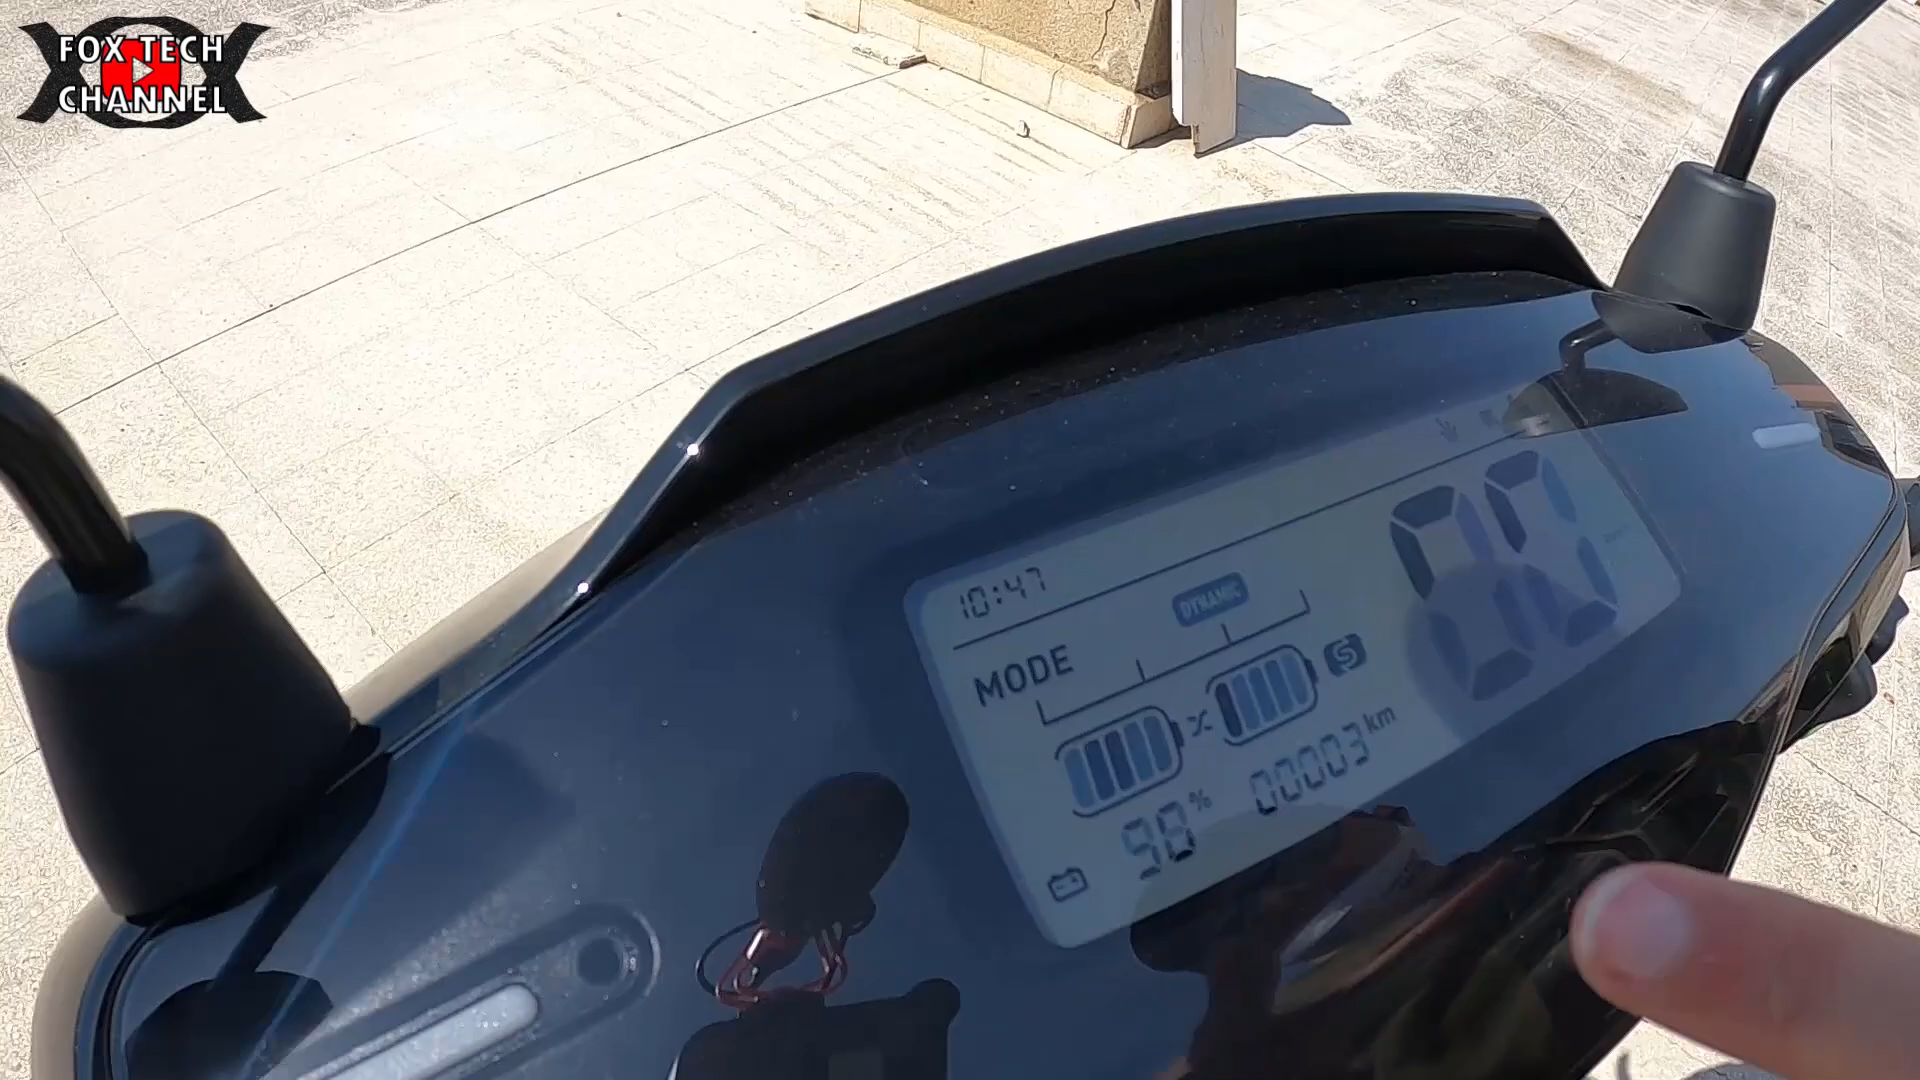 FOX TECH
CHANNEL
10:47
DYNAMIC
MODE
S
00003 km
98 %